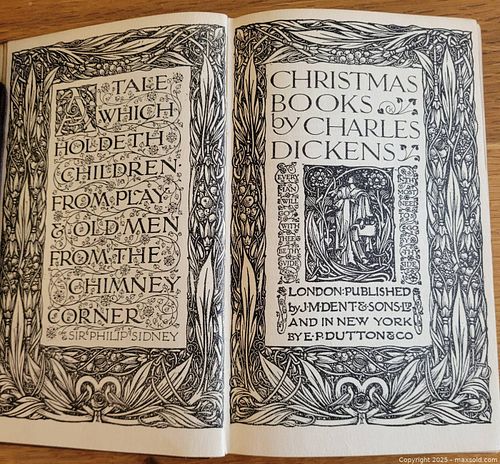 A TALE
WHICH
HOLDETH
CHILDREN
FROM PLAY
& OLD MEN
FROM THE
CHIMNEY
CORNER
SIR PHILIP SIDNEY
CHRISTMAS
BOOKS
by CHARLES
DICKENS
LONDON: PUBLISHED
by J·M·DENT & SONS·LTD
AND IN NEW YORK
BY E·P·DUTTON & CO
Copyright 2025 - maxsold.com